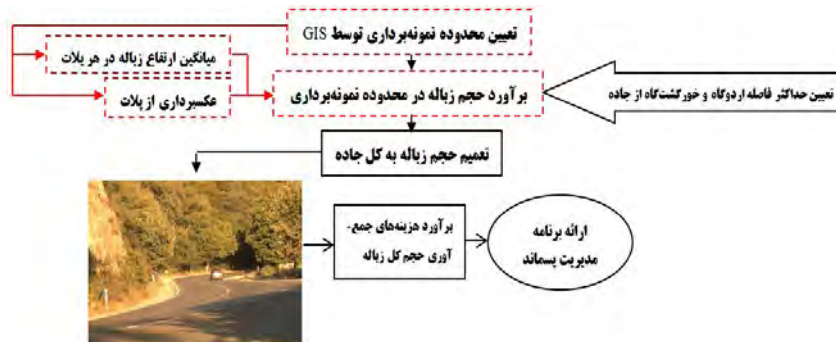 تعیین محدوده نمونه‌برداری توسط GIS
میانگین ارتفاع زباله در هر پلات
عکسبرداری از پلات
برآورد حجم زباله در محدوده نمونه‌برداری
تعیین حداکثر فاصله اردوگاه و خورگشت‌گاه از جاده
تعمیم حجم زباله به کل جاده
برآورد هزینه‌های جمع-
آوری حجم کل زباله
ارائه برنامه
مدیریت پسماند